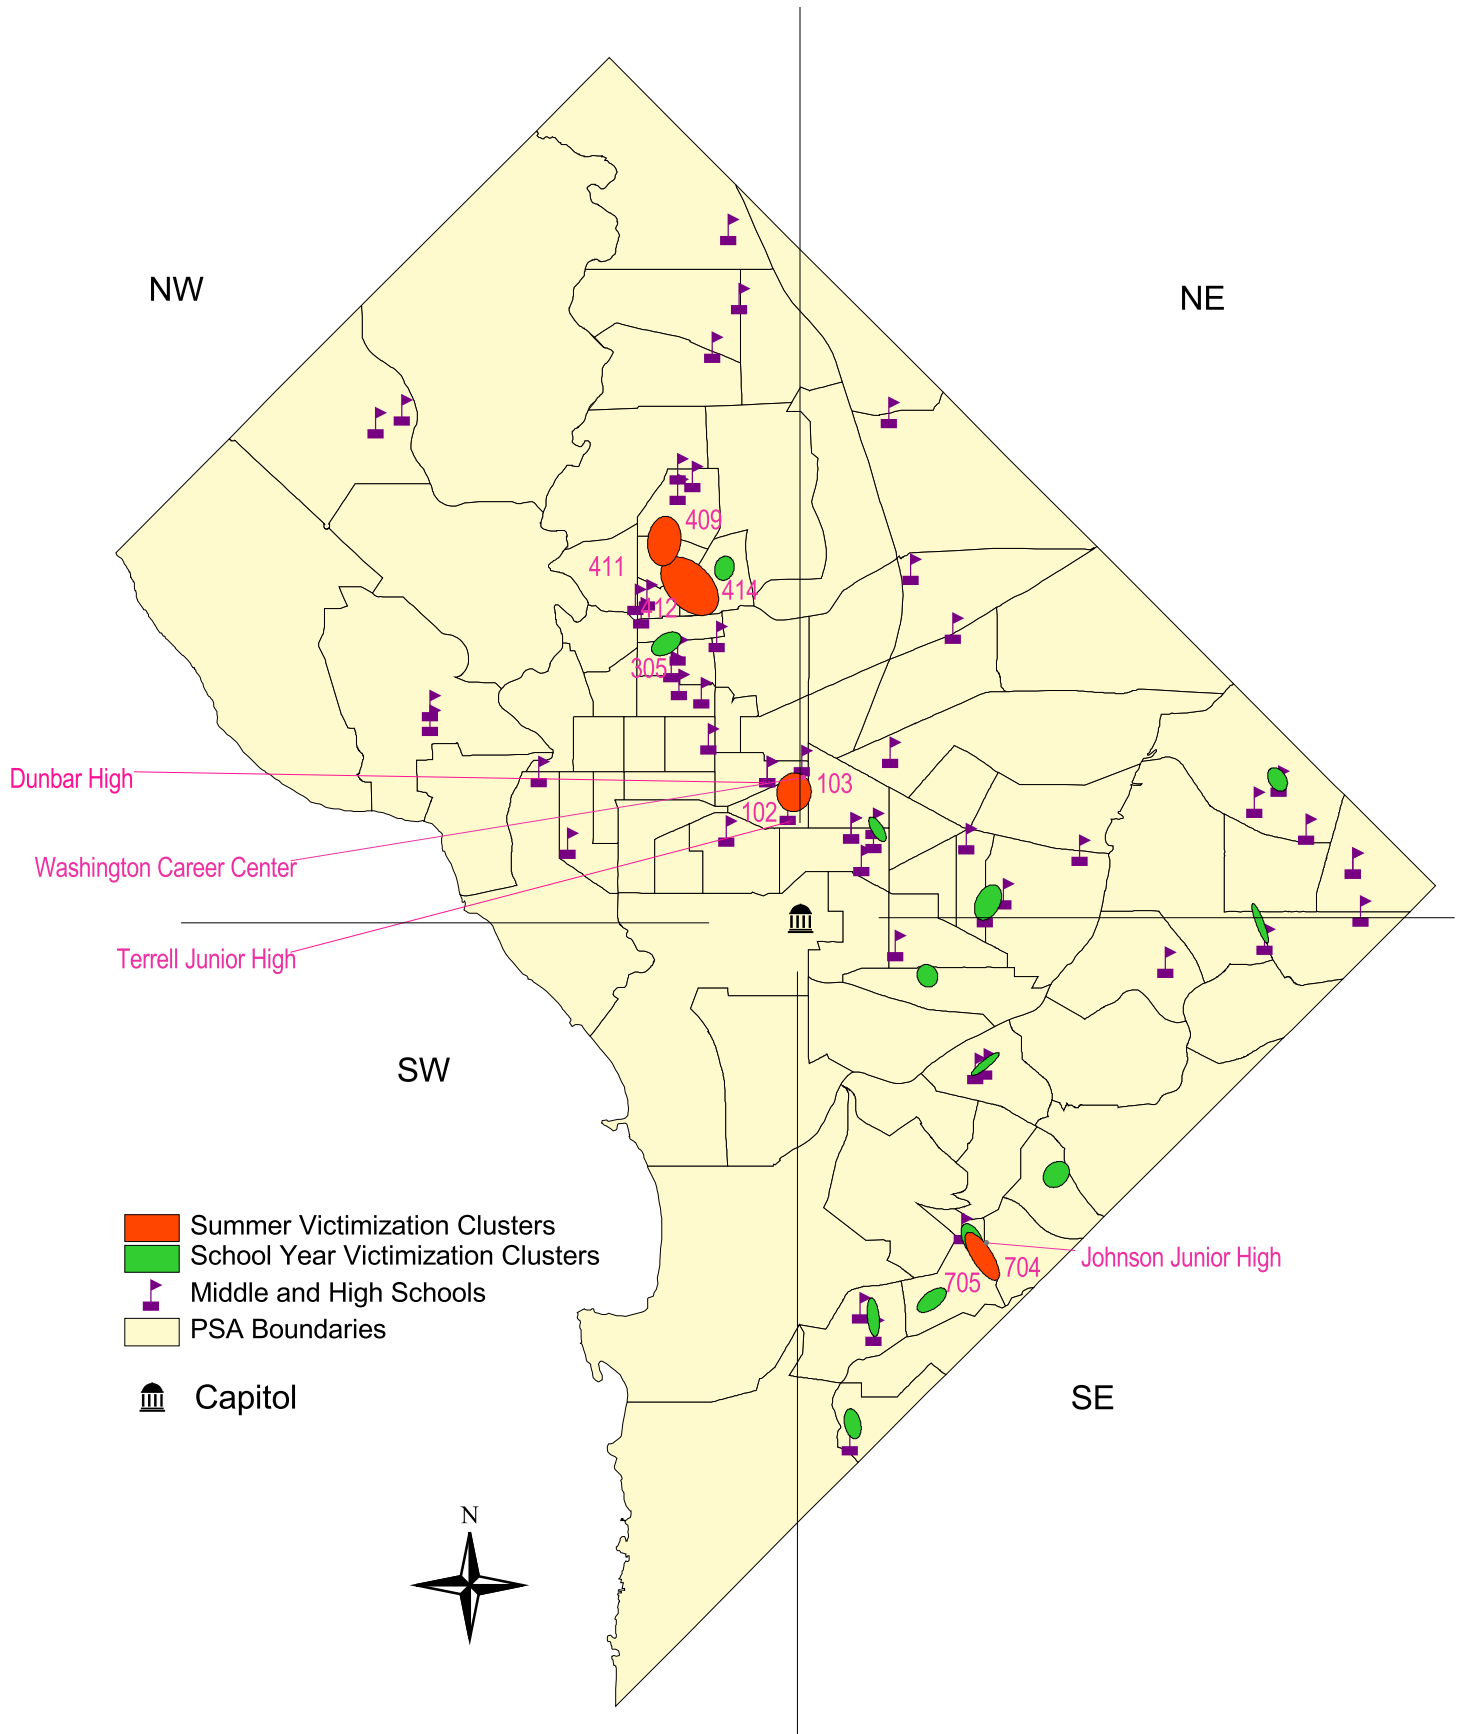 NW
NE
409
411
414
412
305
Dunbar High
103
102
Washington Career Center
Terrell Junior High
SW
Summer Victimization Clusters
School Year Victimization Clusters
Middle and High Schools
PSA Boundaries
Capitol
Johnson Junior High
704
705
SE
N